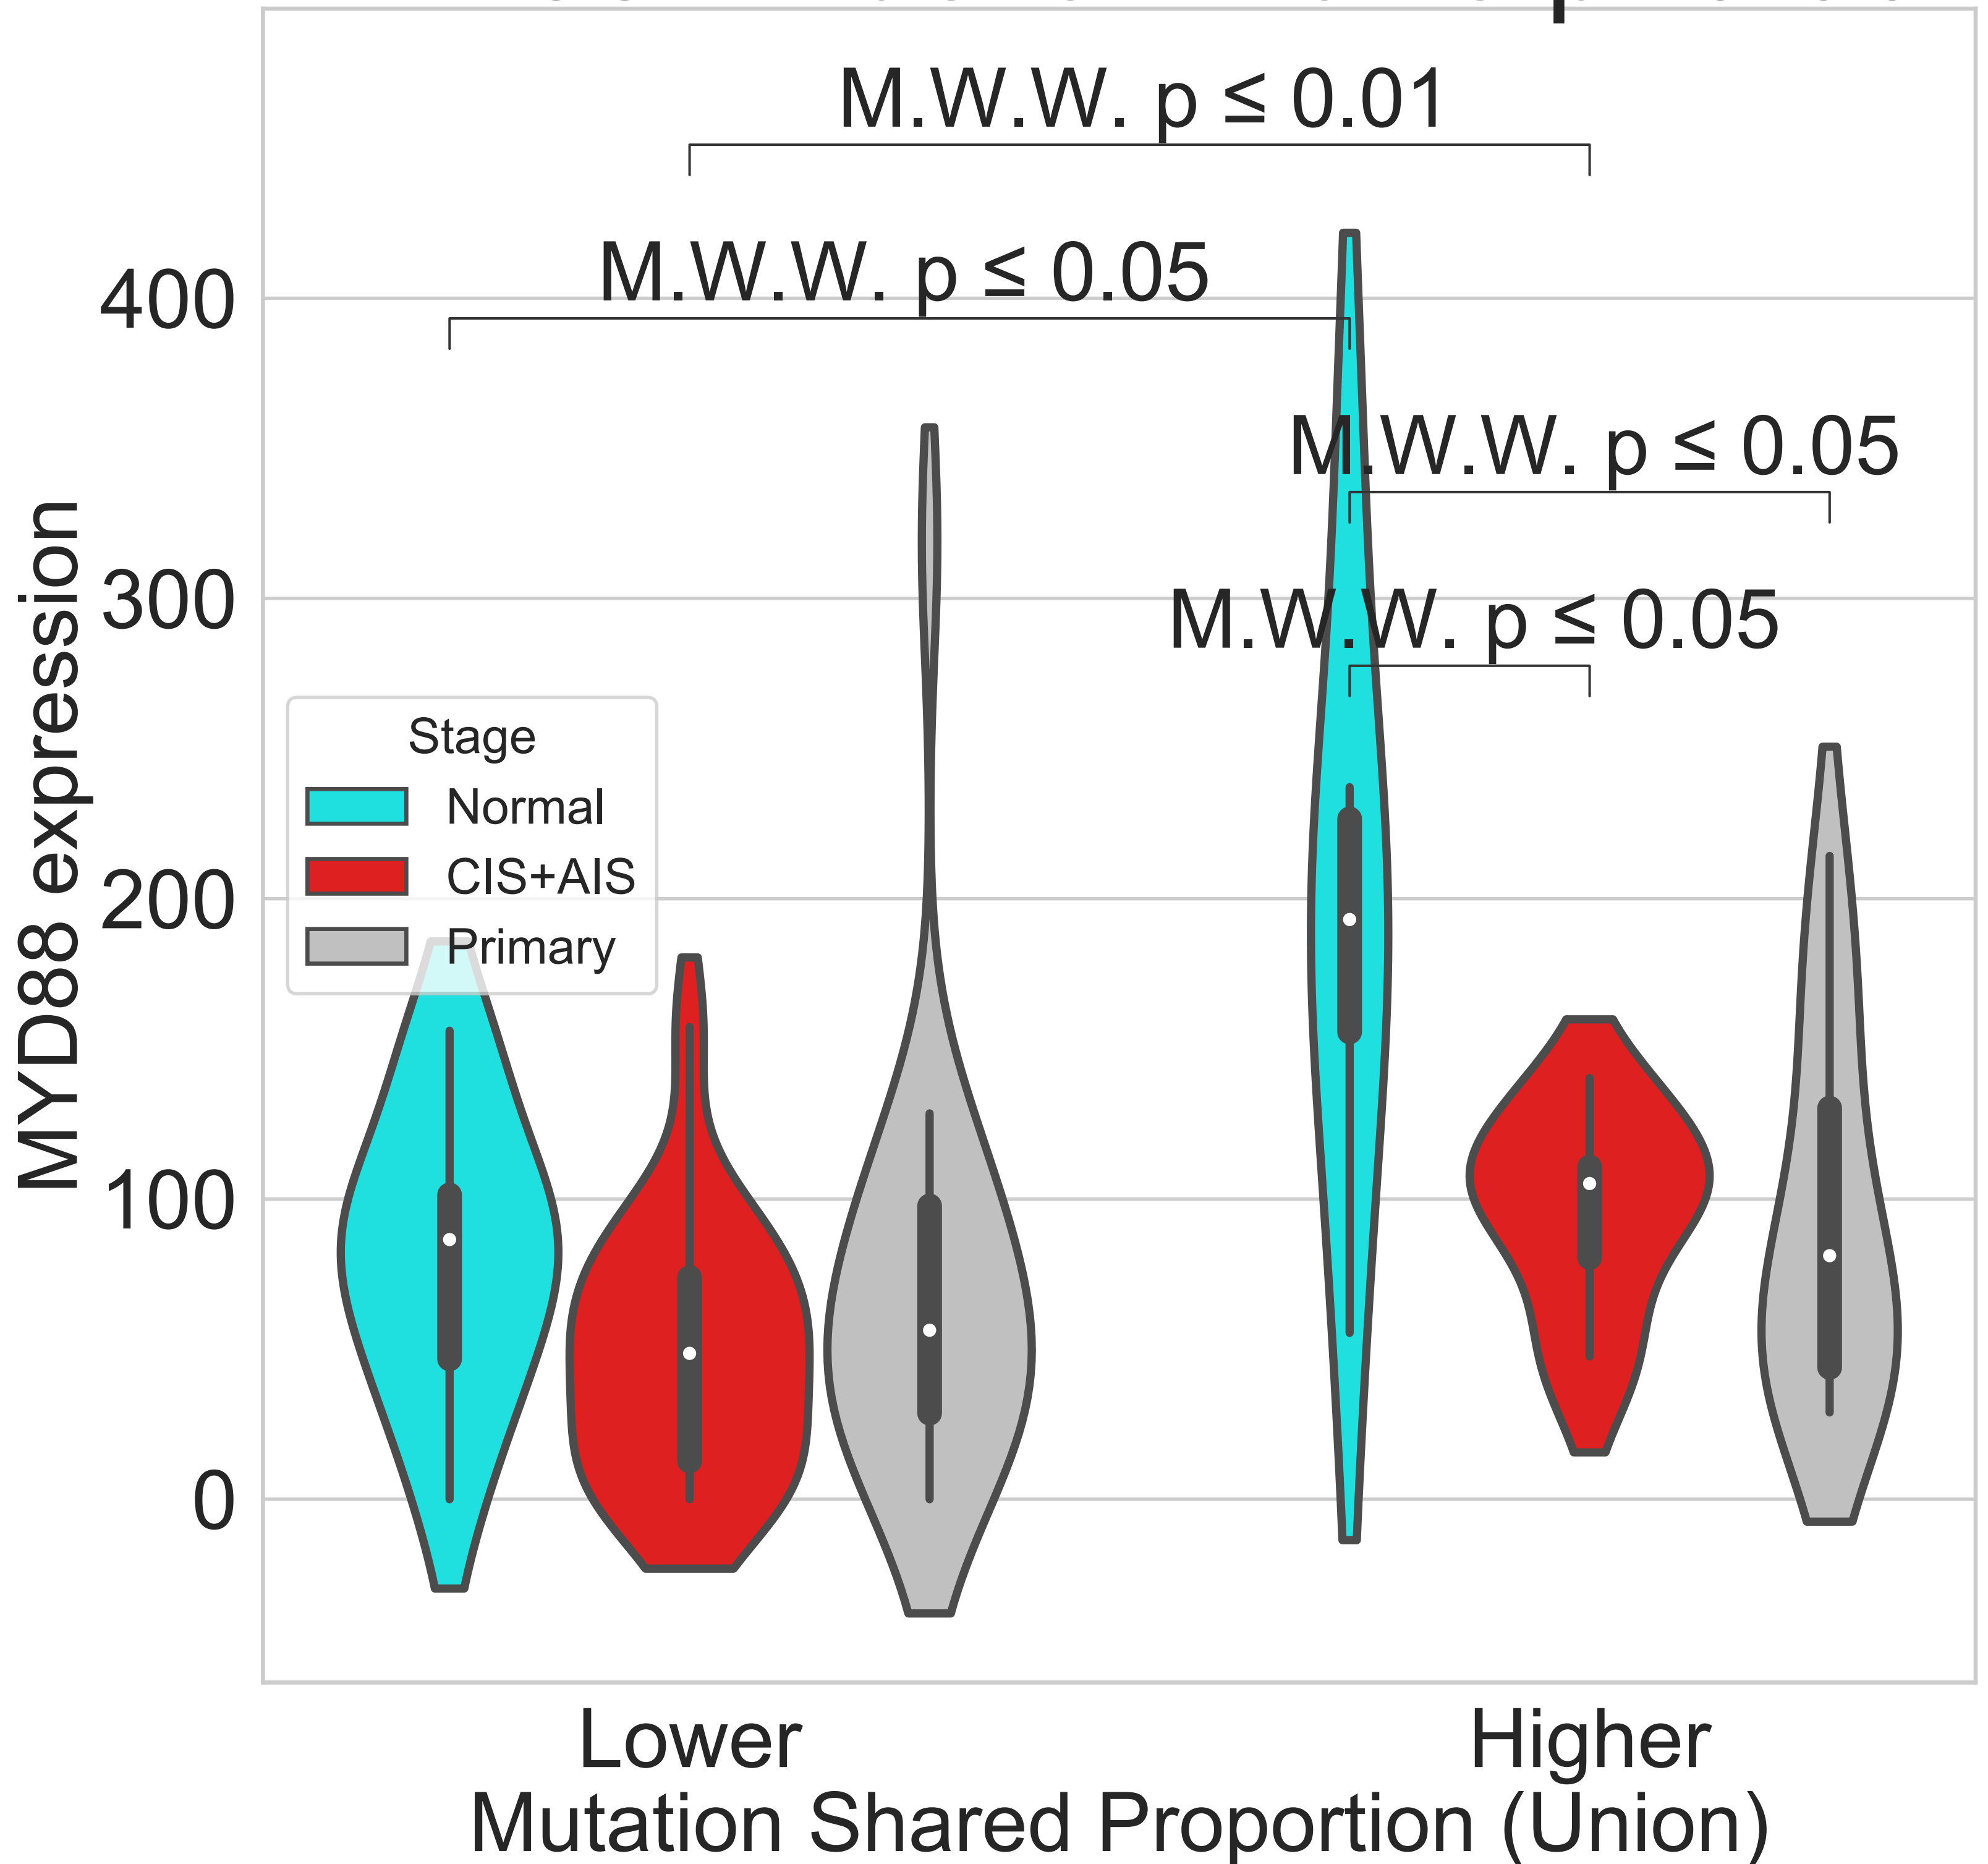 M.W.W. p ≤ 0.01
M.W.W. p ≤ 0.05
M.W.W. p ≤ 0.05
M.W.W. p ≤ 0.05
MYD88 expression
400
300
200
100
0
Stage
Normal
CIS+AIS
Primary
Lower
Higher
Mutation Shared Proportion (Union)